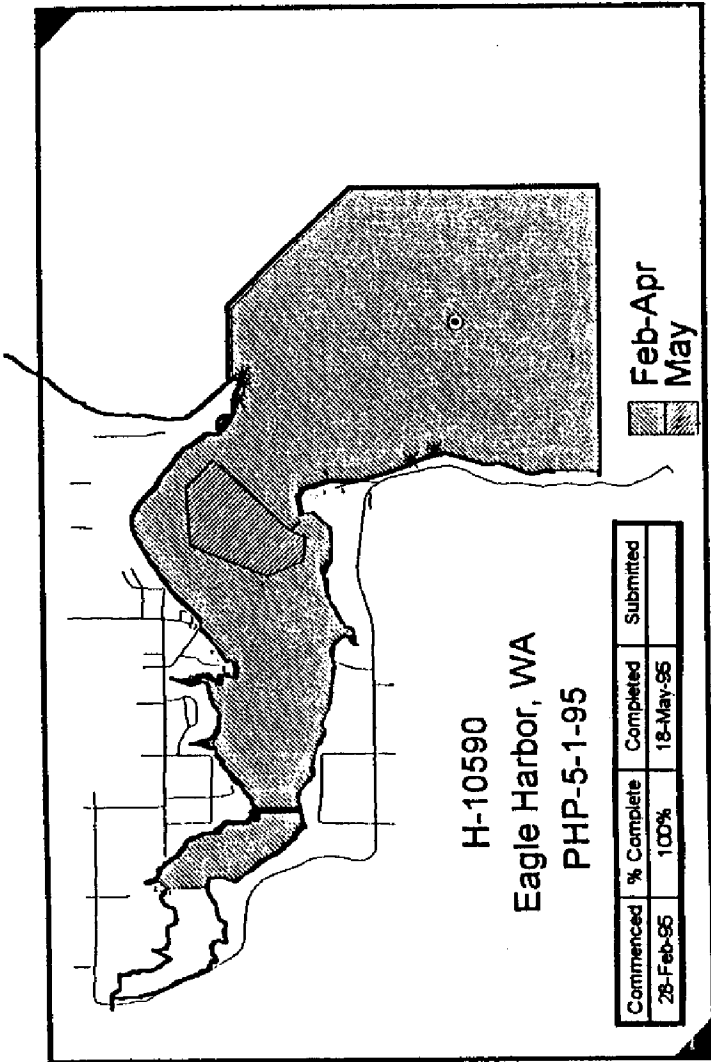 H-10590
Eagle Harbor, WA
PHP-5-1-95
Feb-Apr
May
Commenced % Complete Completed Submitted
28-Feb-95 100% 18-May-95